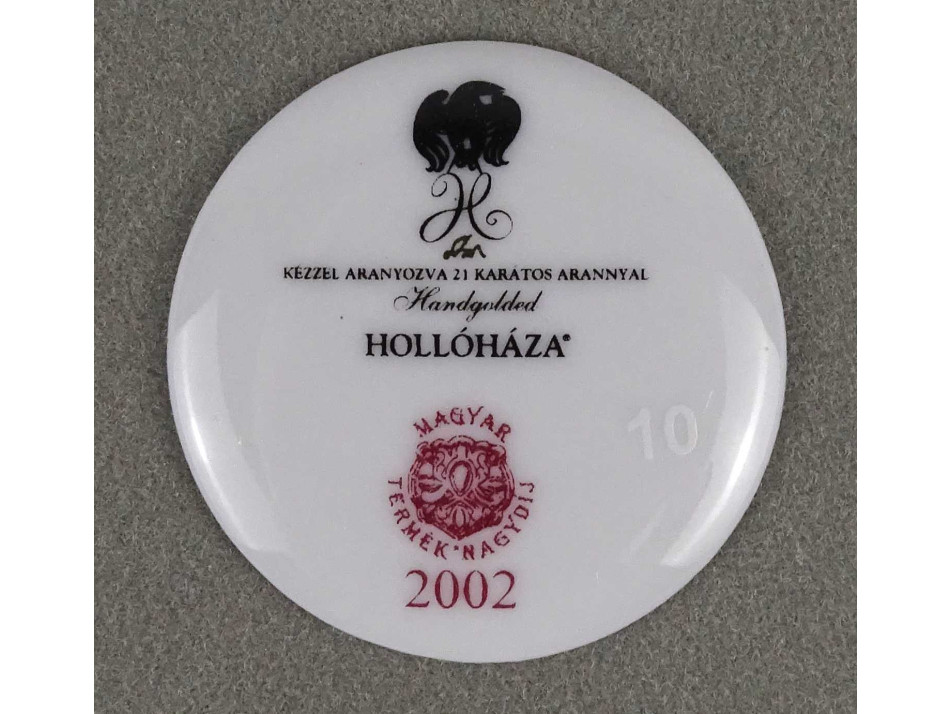 H
KÉZZEL ARANYOZVA 21 KARÁTOS ARANNYAL
Handgolded
HOLLÓHÁZA®
10
MAGYAR
TERMÉK • NAGYDÍJ
2002